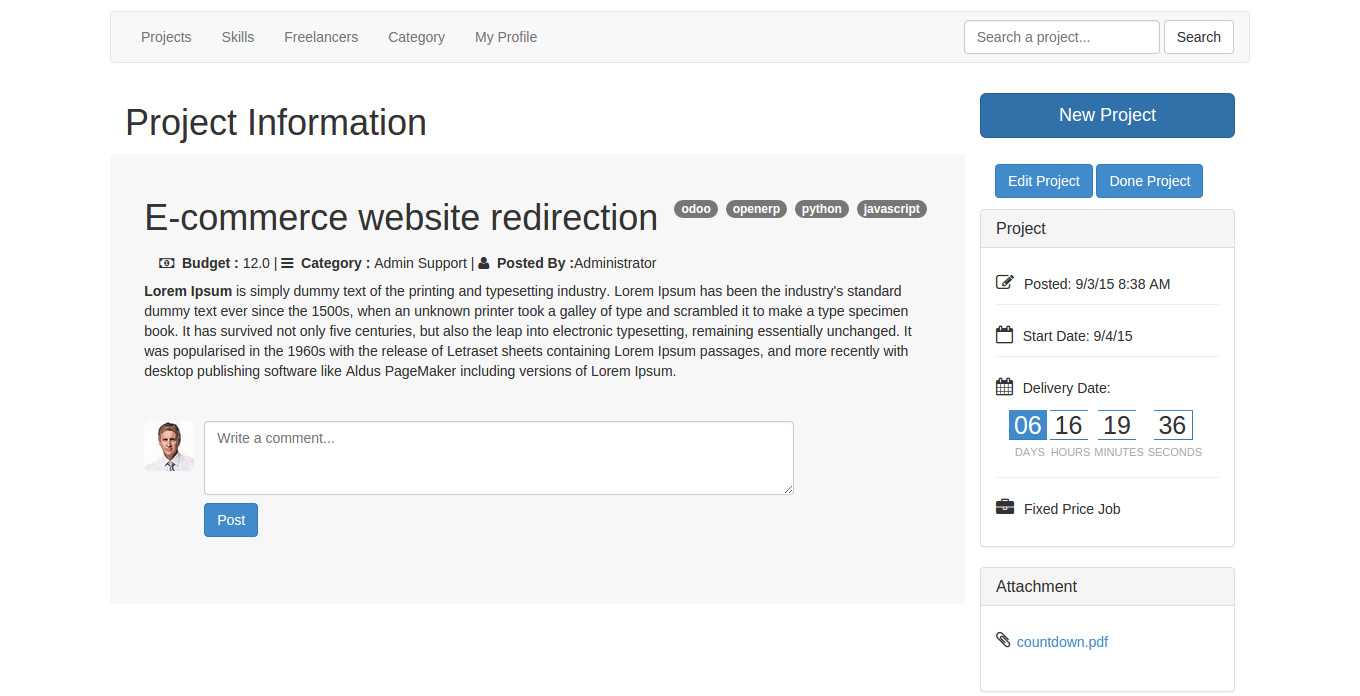 Projects Skills Freelancers Category My Profile Search a project... Search
Project Information
New Project
Edit Project Done Project
E-commerce website redirection odoo openerp python javascript
Budget : 12.0 | Category : Admin Support | Posted By :Administrator
Lorem Ipsum is simply dummy text of the printing and typesetting industry. Lorem Ipsum has been the industry's standard
dummy text ever since the 1500s, when an unknown printer took a galley of type and scrambled it to make a type specimen
book. It has survived not only five centuries, but also the leap into electronic typesetting, remaining essentially unchanged. It
was popularised in the 1960s with the release of Letraset sheets containing Lorem Ipsum passages, and more recently with
desktop publishing software like Aldus PageMaker including versions of Lorem Ipsum.
Write a comment...
Post
Project
Posted: 9/3/15 8:38 AM
Start Date: 9/4/15
Delivery Date:
06 16 19 36
DAYS HOURS MINUTES SECONDS
Fixed Price Job
Attachment
countdown.pdf